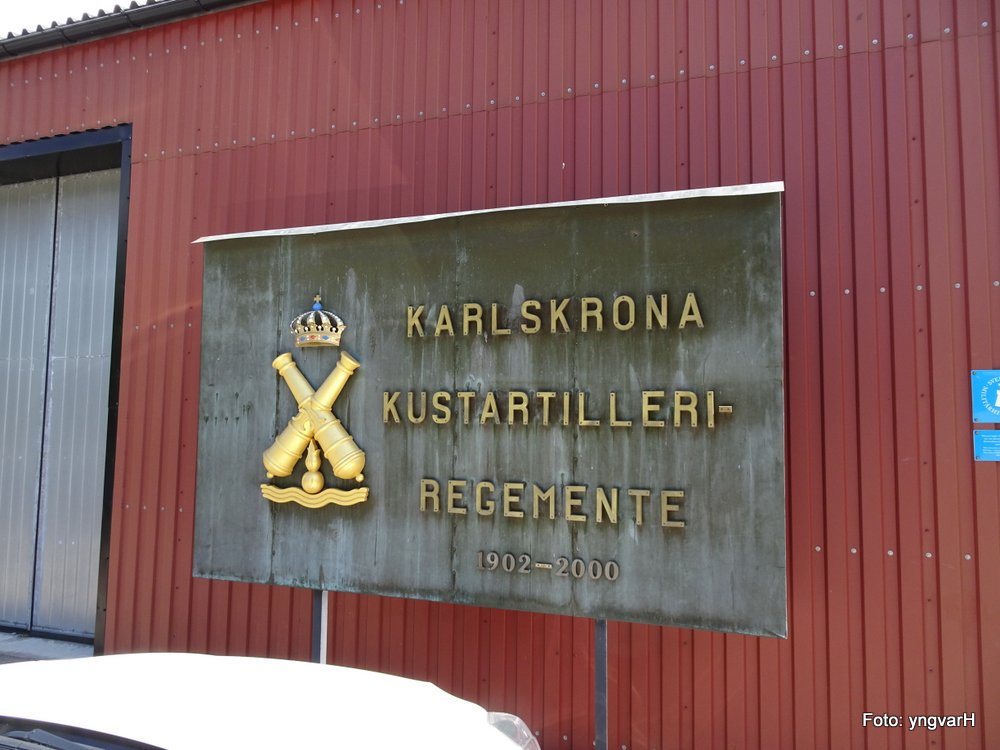 KARLSKRONA
KUSTARTILLERI-
REGEMENTE
1902-2000
Foto: yngvarH